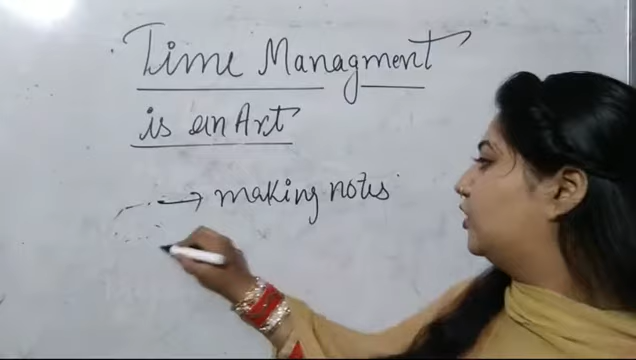 Time Managment
is an Art
→ making notes